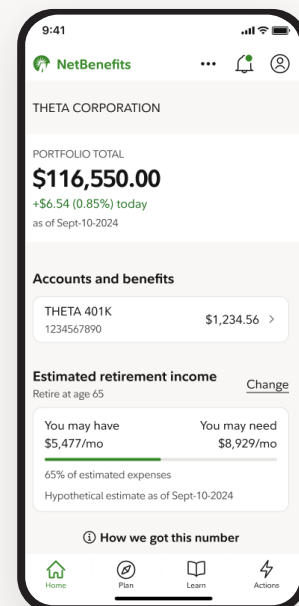 9:41
NetBenefits
THETA CORPORATION
PORTFOLIO TOTAL
$116,550.00
+$6.54 (0.85%) today
as of Sept-10-2024
Accounts and benefits
THETA 401K
1234567890
$1,234.56
Estimated retirement income
Retire at age 65
Change
You may have
$5,477/mo
You may need
$8,929/mo
65% of estimated expenses
Hypothetical estimate as of Sept-10-2024
How we got this number
Home
Plan
Learn
Actions